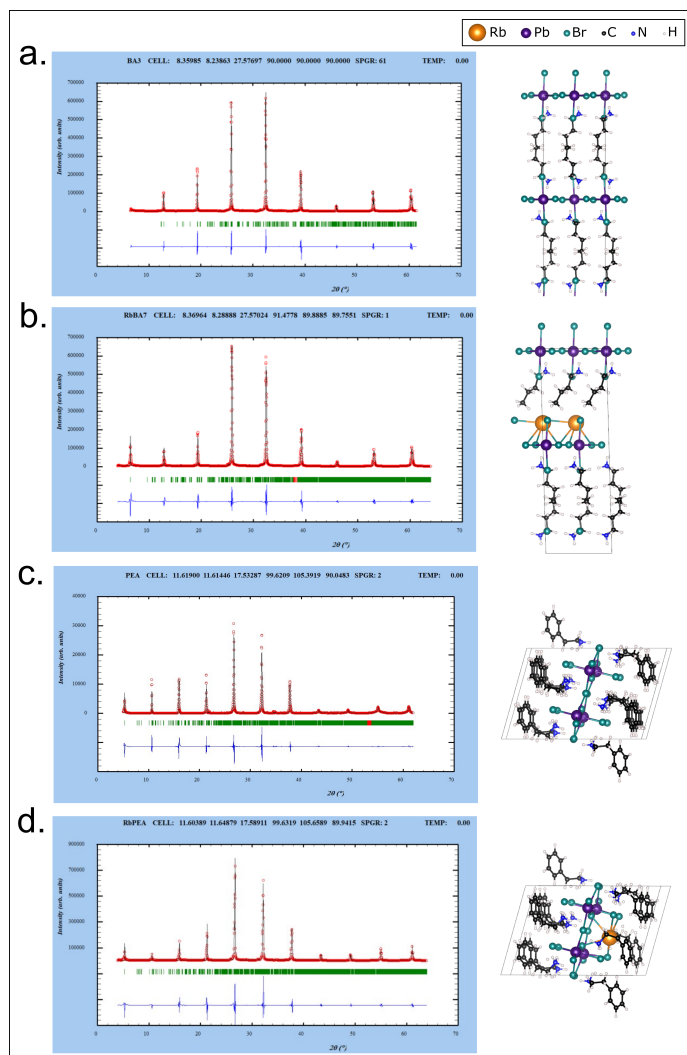 Rb Pb Br C N H
a.
BA3 CELL: 8.35985 8.23863 27.57697 90.0000 90.0000 90.0000 SPGR: 61 TEMP: 0.00
Intensity (arb. units)
700000
600000
500000
400000
300000
200000
100000
0
0 10 20 30 40 50 60 70
2θ (°)
b.
RbBA7 CELL: 8.36964 8.28888 27.57024 91.4778 89.8885 89.7551 SPGR: 1 TEMP: 0.00
Intensity (arb. units)
700000
600000
500000
400000
300000
200000
100000
0
0 10 20 30 40 50 60 70
2θ (°)
c.
PEA CELL: 11.61900 11.61446 17.53287 99.6209 105.3919 90.0483 SPGR: 2 TEMP: 0.00
Intensity (arb. units)
40000
30000
20000
10000
0
0 10 20 30 40 50 60 70
2θ (°)
d.
RbPEA CELL: 11.60389 11.64879 17.58911 99.6319 105.6589 89.9415 SPGR: 2 TEMP: 0.00
Intensity (arb. units)
900000
700000
500000
300000
100000
0 10 20 30 40 50 60 70
2θ (°)